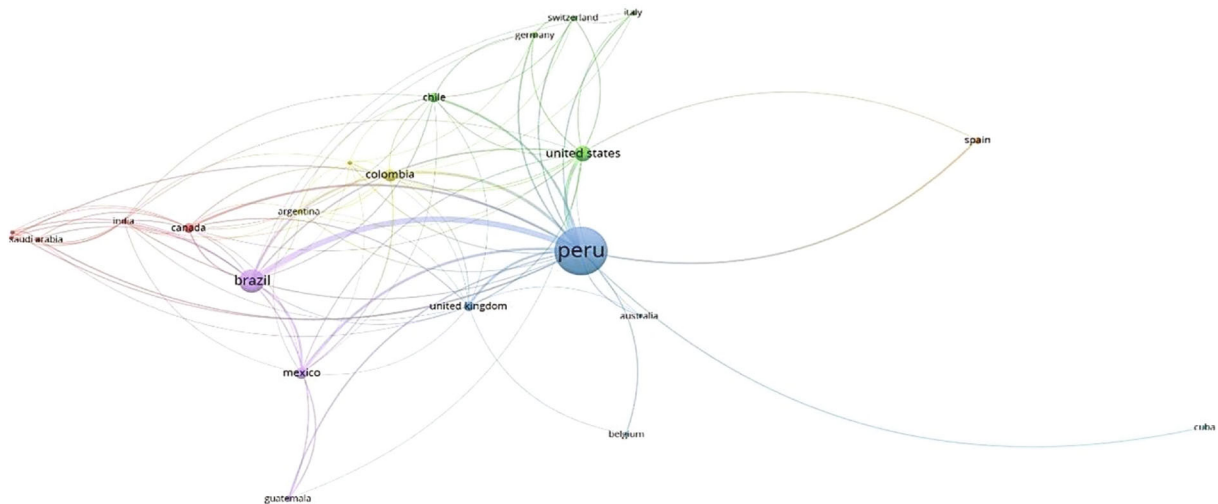 switzerland
italy
germany
chile
spain
united states
colombia
argentina
india
canada
saudi arabia
peru
brazil
united kingdom
australia
mexico
belgium
cuba
guatemala